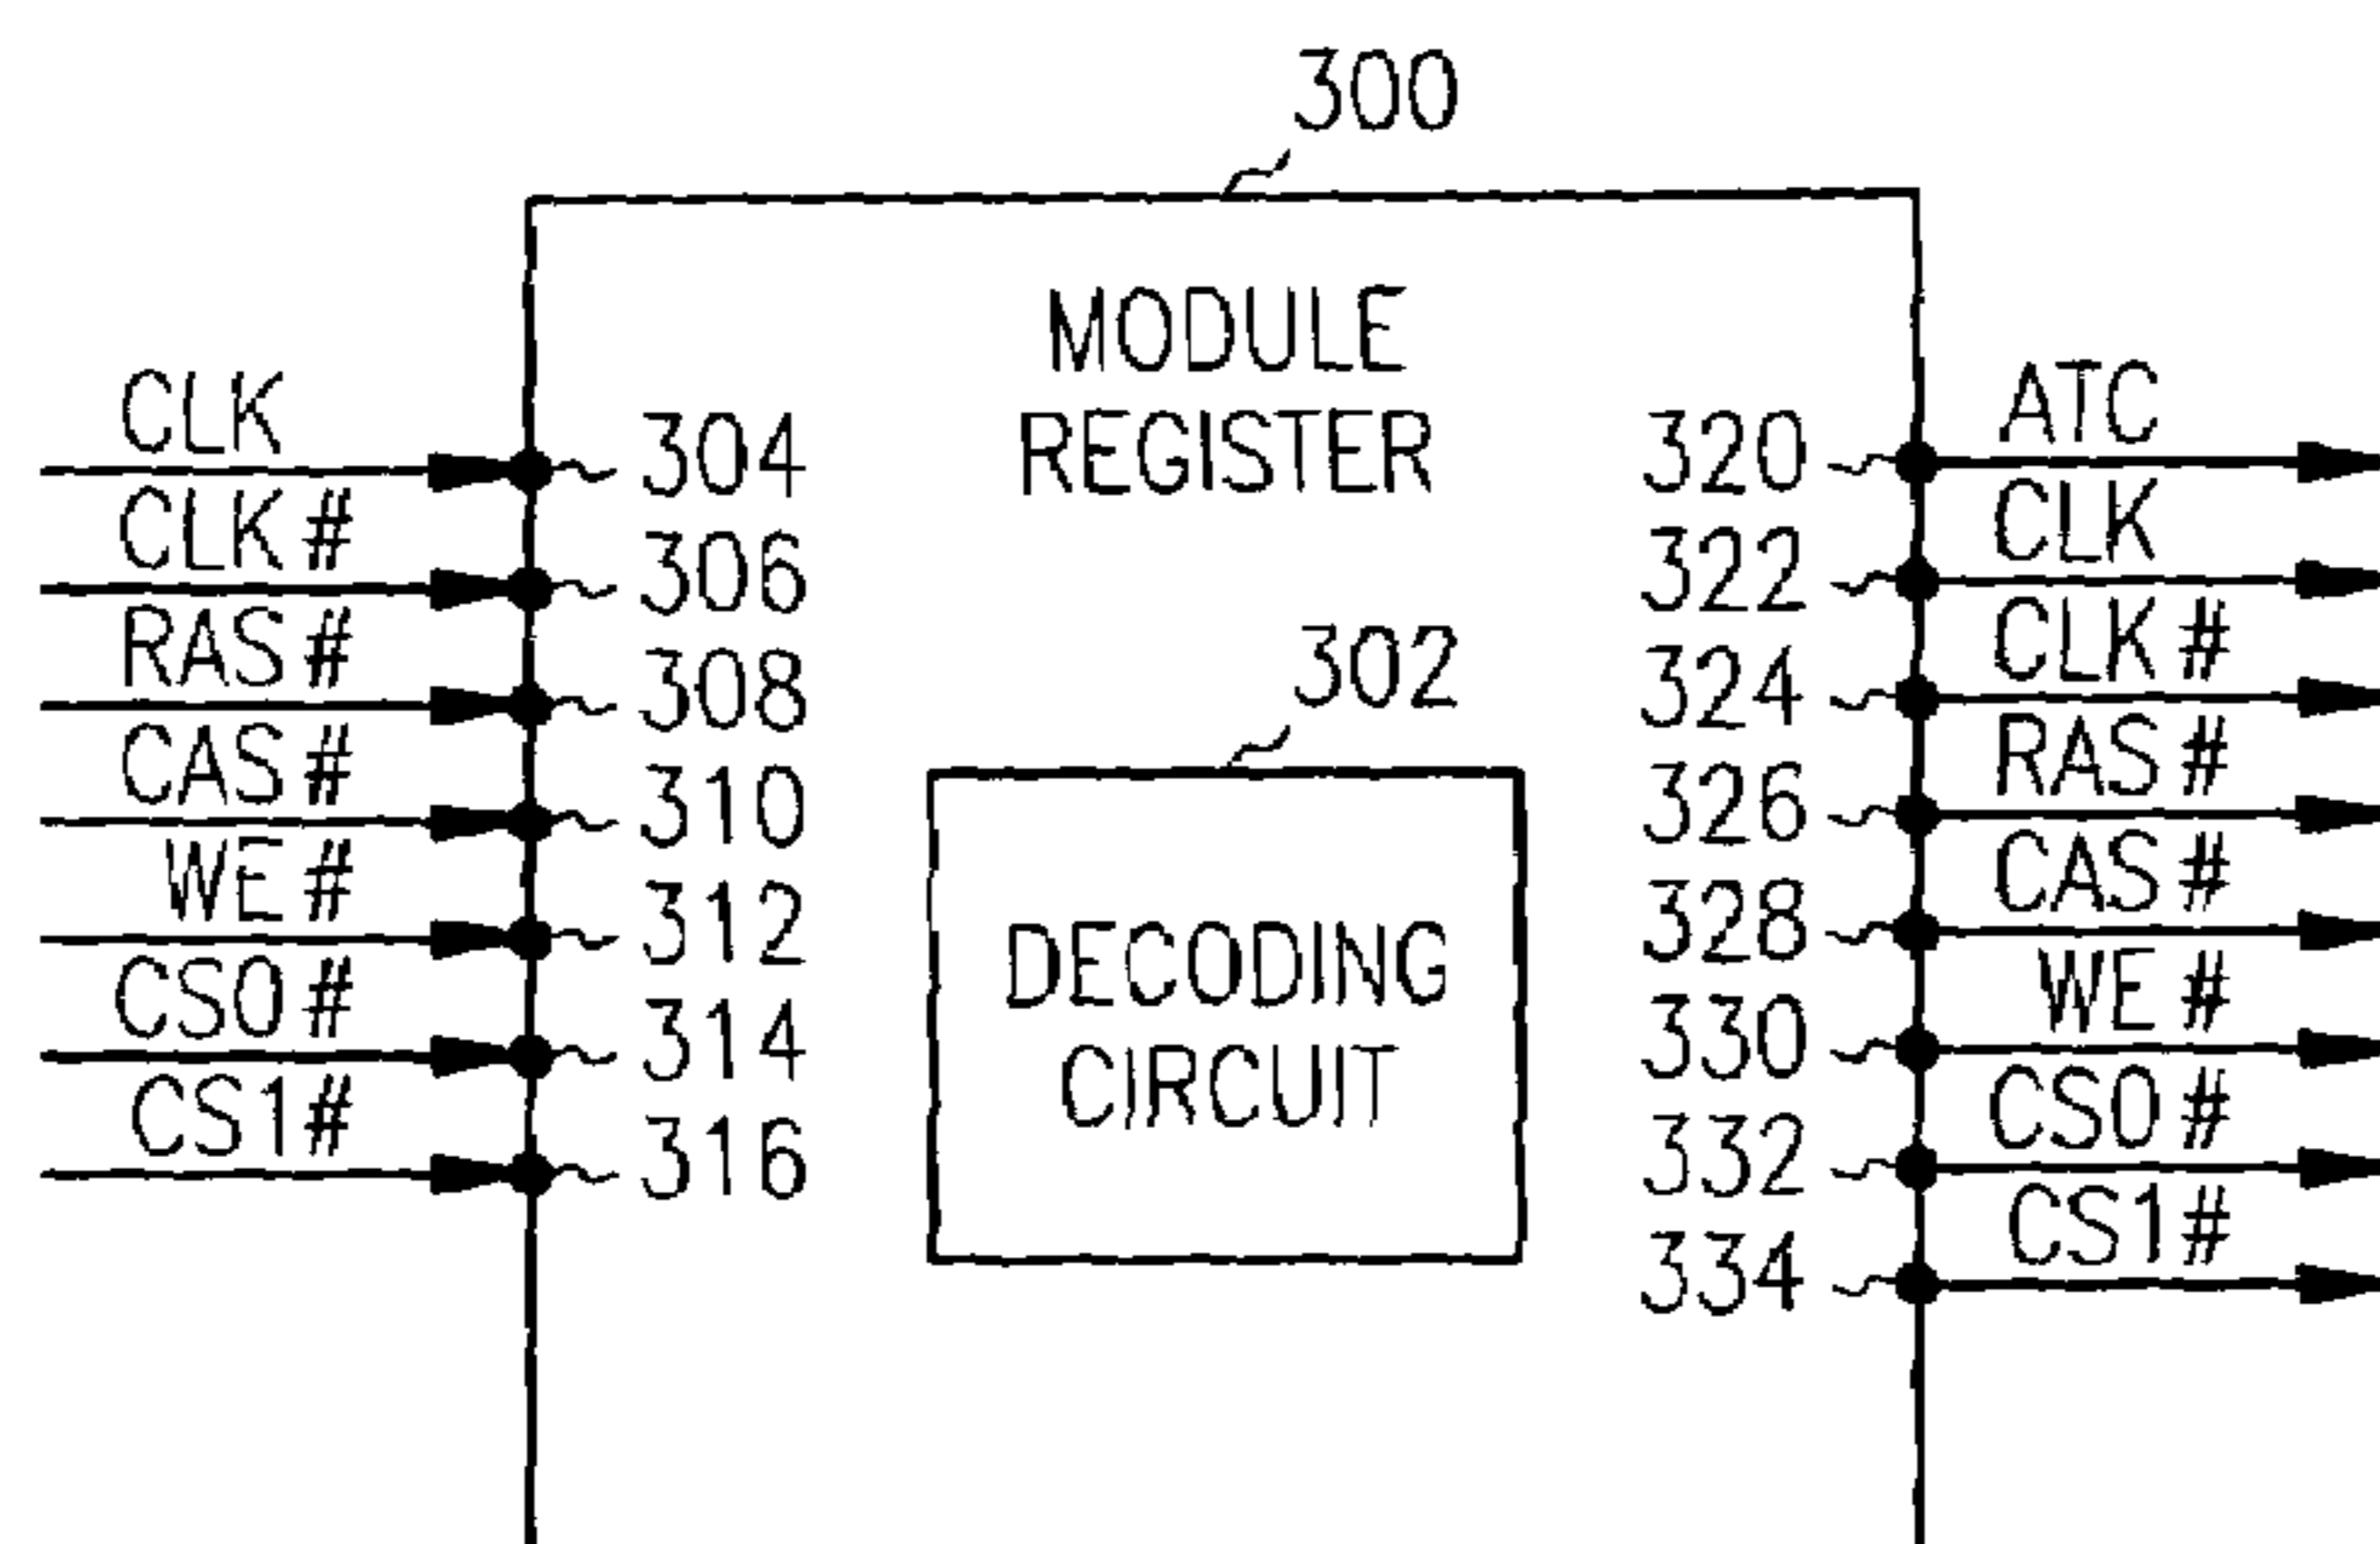 300
MODULE
REGISTER
CLK
304
CLK #
306
RAS #
308
CAS #
310
WE #
312
CS0 #
314
CS1 #
316
302
DECODING
CIRCUIT
320
ATC
322
CLK
324
CLK #
326
RAS #
328
CAS #
330
WE #
332
CS0 #
334
CS1 #